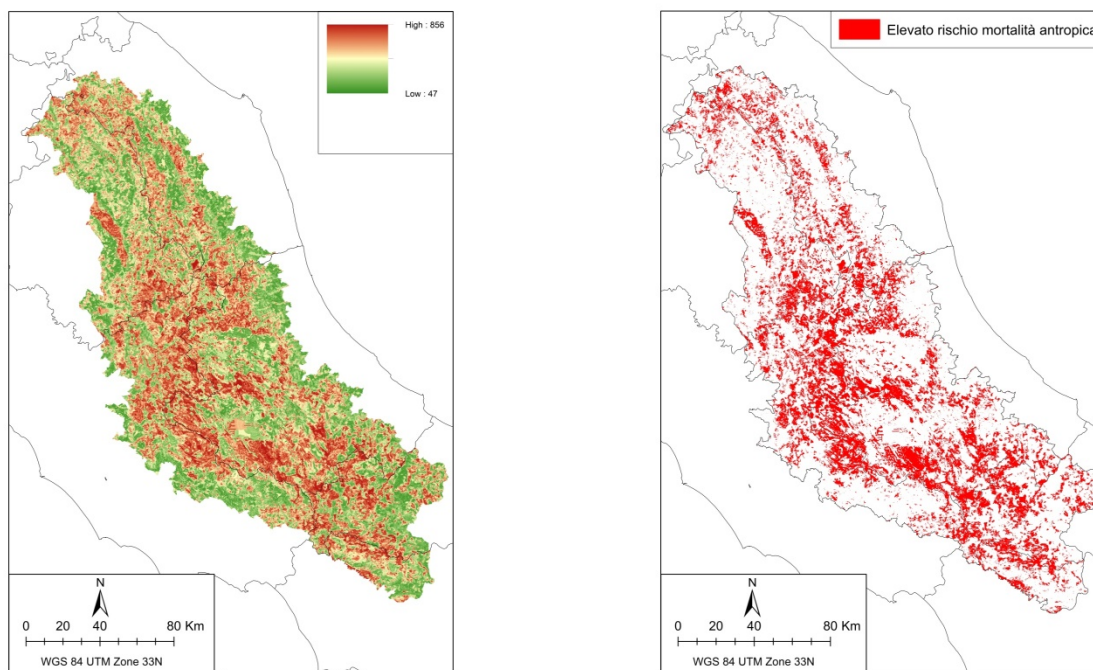 High : 856
Low : 47
N
0 20 40 80 Km
WGS 84 UTM Zone 33N
Elevato rischio mortalità antropica
N
0 20 40 80 Km
WGS 84 UTM Zone 33N